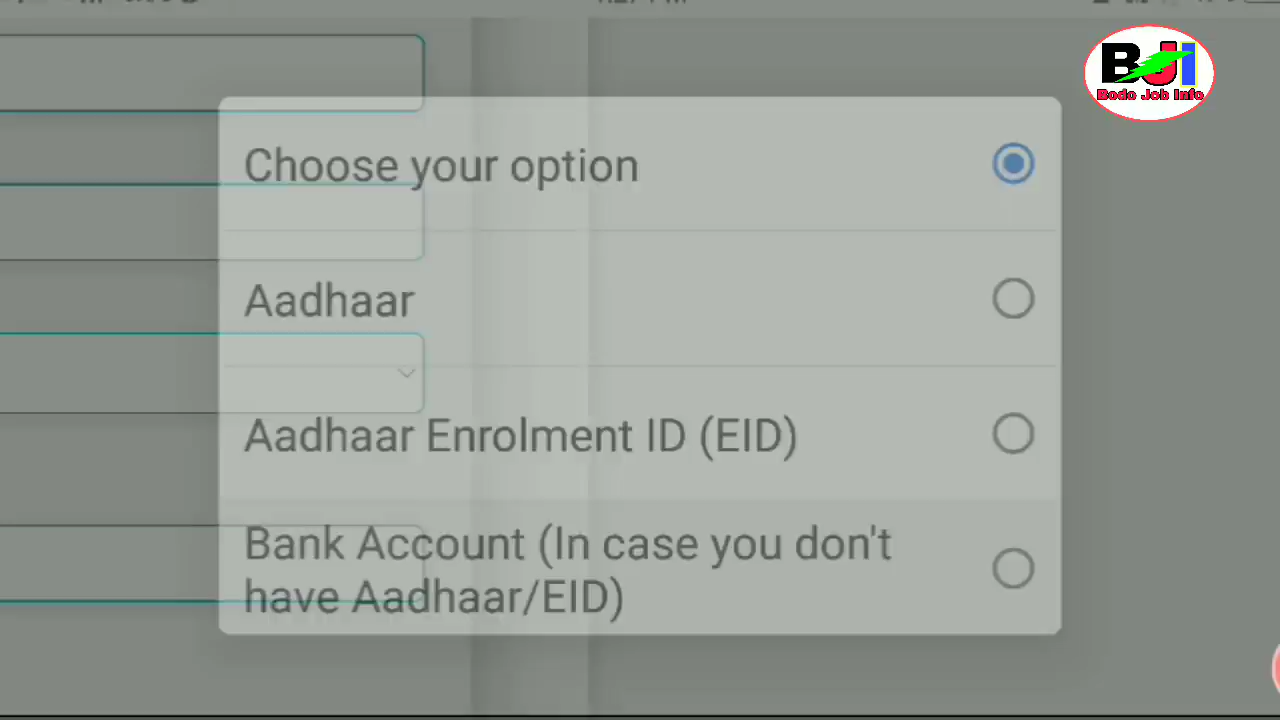 BJI
Bodo Job Info
Choose your option
Aadhaar
Aadhaar Enrolment ID (EID)
Bank Account (In case you don't
have Aadhaar/EID)